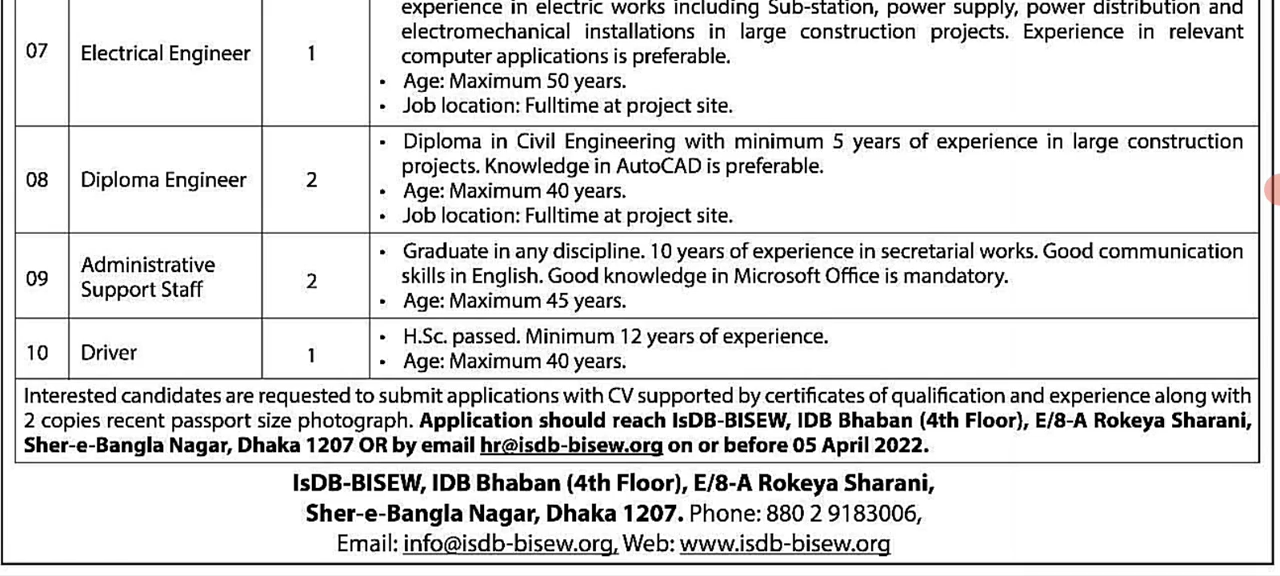 experience in electric works including Sub-station, power supply, power distribution and
07 Electrical Engineer 1 electromechanical installations in large construction projects. Experience in relevant
computer applications is preferable.
• Age: Maximum 50 years.
• Job location: Fulltime at project site.
• Diploma in Civil Engineering with minimum 5 years of experience in large construction
projects. Knowledge in AutoCAD is preferable.
08 Diploma Engineer 2
• Age: Maximum 40 years.
• Job location: Fulltime at project site.
• Graduate in any discipline. 10 years of experience in secretarial works. Good communication
09 Administrative
Support Staff 2
skills in English. Good knowledge in Microsoft Office is mandatory.
• Age: Maximum 45 years.
10 Driver 1
• H.Sc. passed. Minimum 12 years of experience.
• Age: Maximum 40 years.
Interested candidates are requested to submit applications with CV supported by certificates of qualification and experience along with
2 copies recent passport size photograph. Application should reach IsDB-BISEW, IDB Bhaban (4th Floor), E/8-A Rokeya Sharani,
Sher-e-Bangla Nagar, Dhaka 1207 OR by email hr@isdb-bisew.org on or before 05 April 2022.
IsDB-BISEW, IDB Bhaban (4th Floor), E/8-A Rokeya Sharani,
Sher-e-Bangla Nagar, Dhaka 1207. Phone: 880 2 9183006,
Email: info@isdb-bisew.org, Web: www.isdb-bisew.org